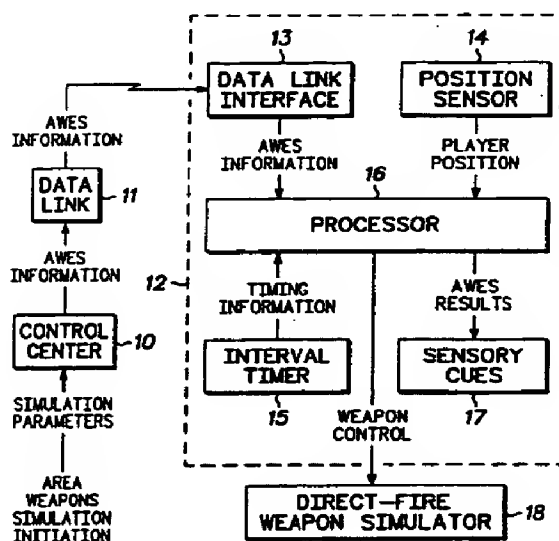 13
DATA LINK
INTERFACE
14
POSITION
SENSOR
AWES
INFORMATION
DATA
LINK
11
AWES
INFORMATION
PLAYER
POSITION
16
PROCESSOR
AWES
INFORMATION
12
TIMING
INFORMATION
AWES
RESULTS
CONTROL
CENTER
10
INTERVAL
TIMER
15
SENSORY
CUES
17
SIMULATION
PARAMETERS
WEAPON
CONTROL
AREA
WEAPONS
SIMULATION
INITIATION
DIRECT-FIRE
WEAPON SIMULATOR
18